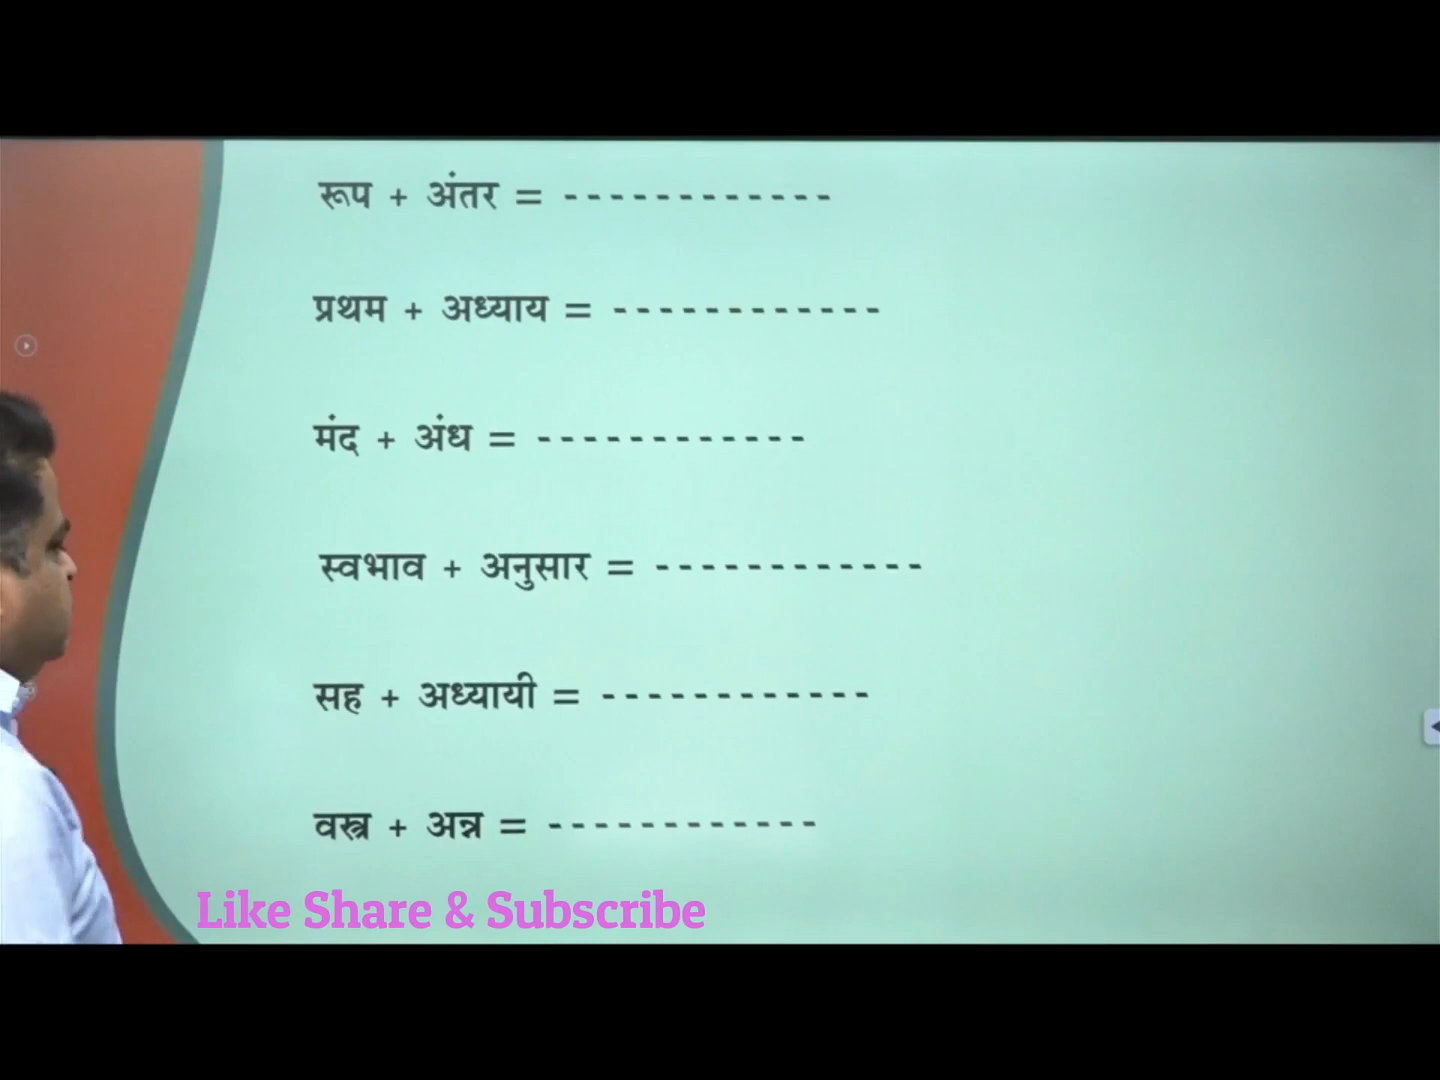 रूप + अंतर = ------------
प्रथम + अध्याय = ------------
मंद + अंध = ------------
स्वभाव + अनुसार = ------------
सह + अध्यायी = ------------
वस्त्र + अन्न = ------------
Like Share & Subscribe